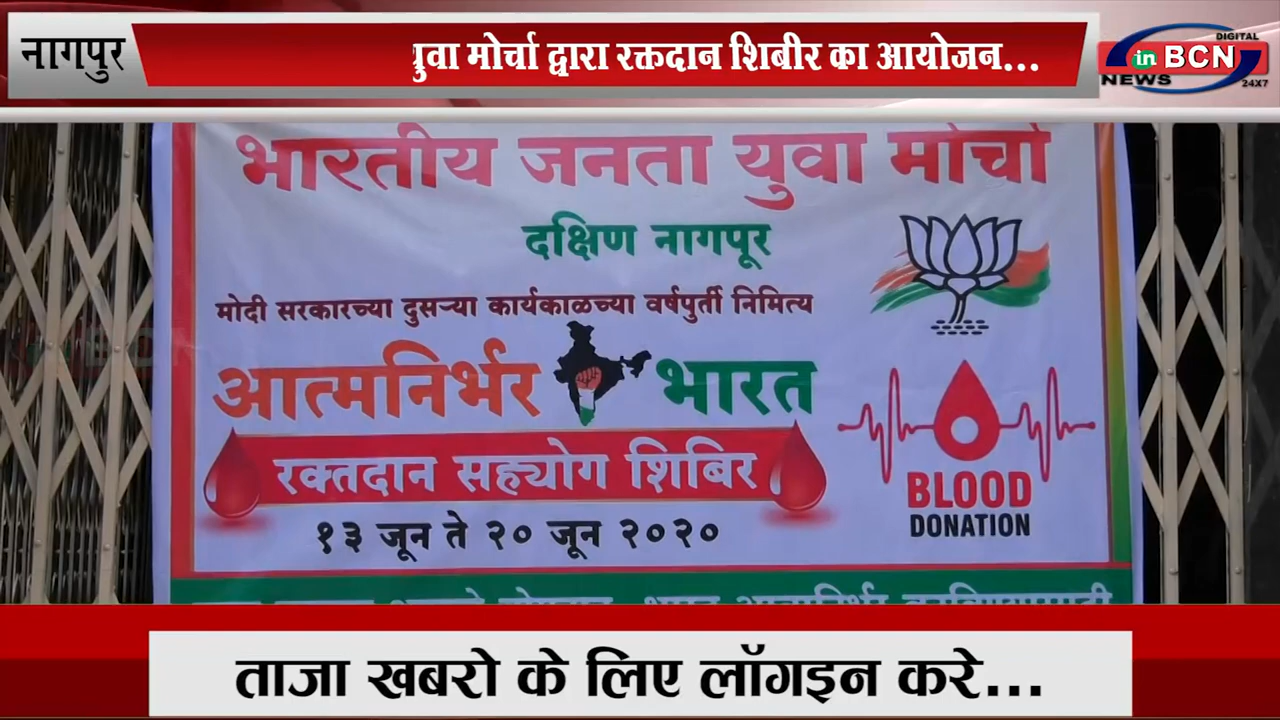 नागपुर
युवा मोर्चा द्वारा रक्तदान शिबीर का आयोजन...
DIGITAL
in BCN
NEWS 24X7
भारतीय जनता युवा मोर्चा
दक्षिण नागपूर
मोदी सरकारच्या दुसऱ्या कार्यकाळच्या वर्षपुर्ती निमित्य
आत्मनिर्भर भारत
रक्तदान सह्योग शिबिर
१३ जून ते २० जून २०२०
BLOOD
DONATION
ताजा खबरो के लिए लॉगइन करे...